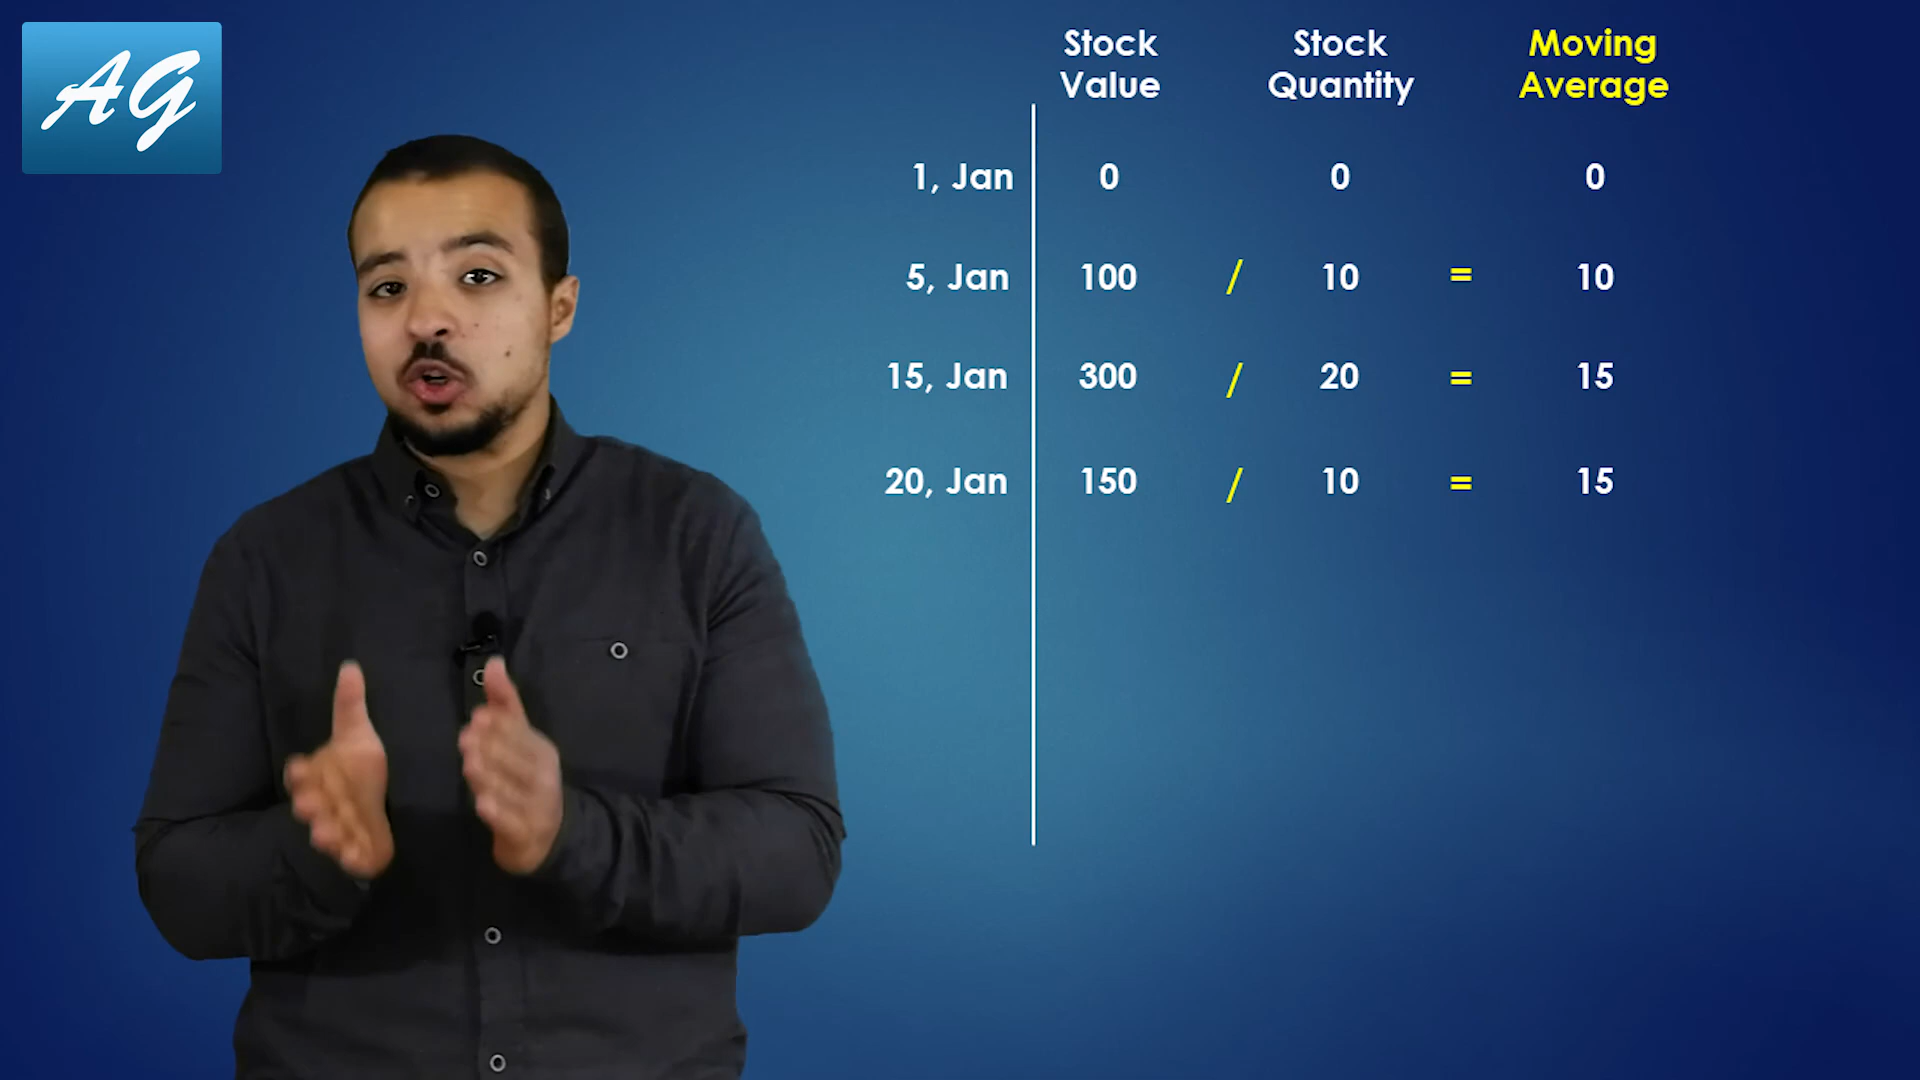 AG
Stock Value Stock Quantity Moving Average
1, Jan 0 0 0
5, Jan 100 / 10 = 10
15, Jan 300 / 20 = 15
20, Jan 150 / 10 = 15